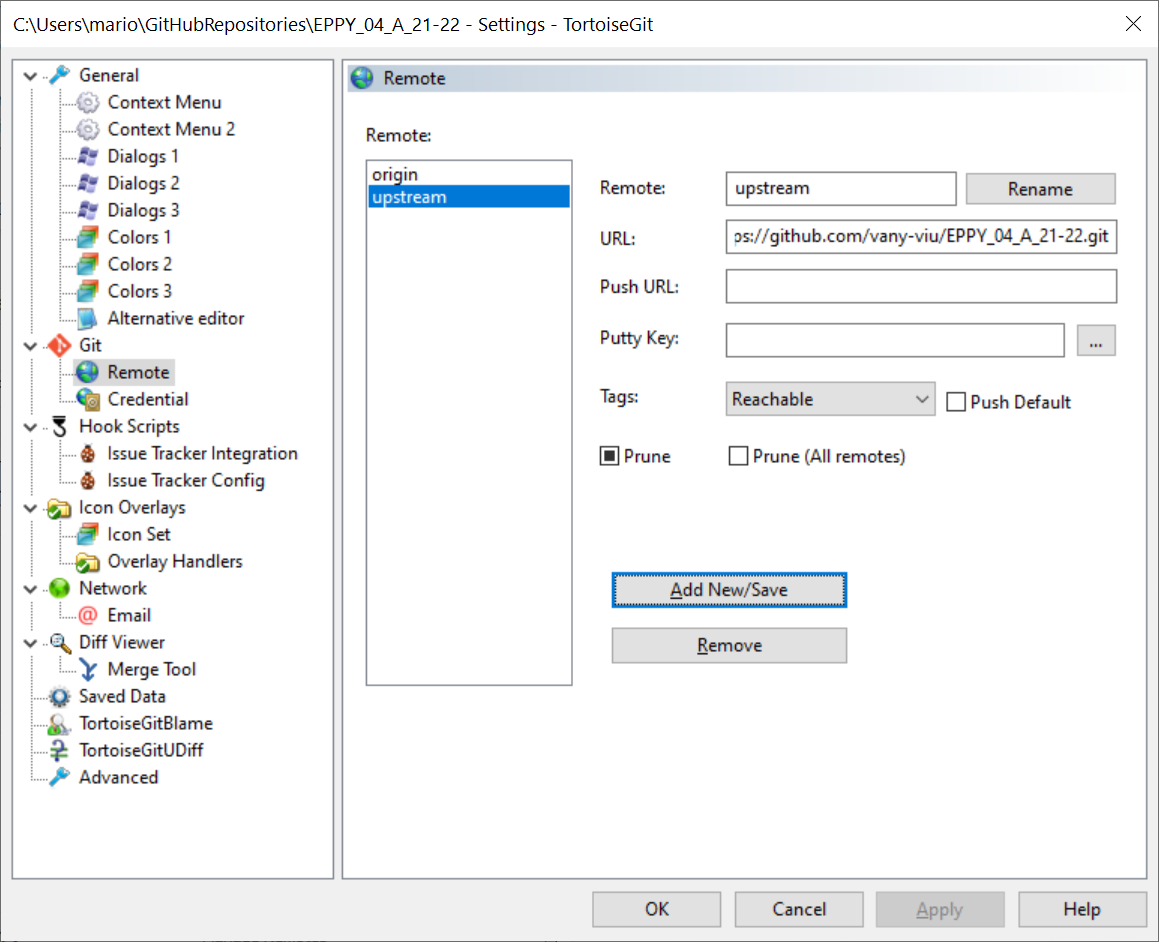 C:\Users\mario\GitHubRepositories\EPPY_04_A_21-22 - Settings - TortoiseGit
General
Context Menu
Context Menu 2
Dialogs 1
Dialogs 2
Dialogs 3
Colors 1
Colors 2
Colors 3
Alternative editor
Git
Remote
Credential
Hook Scripts
Issue Tracker Integration
Issue Tracker Config
Icon Overlays
Icon Set
Overlay Handlers
Network
Email
Diff Viewer
Merge Tool
Saved Data
TortoiseGitBlame
TortoiseGitUDiff
Advanced
Remote
Remote:
origin
upstream
Remote: upstream Rename
URL: ps://github.com/vany-viu/EPPY_04_A_21-22.git
Push URL:
Putty Key: ...
Tags: Reachable Push Default
Prune Prune (All remotes)
Add New/Save
Remove
OK Cancel Apply Help